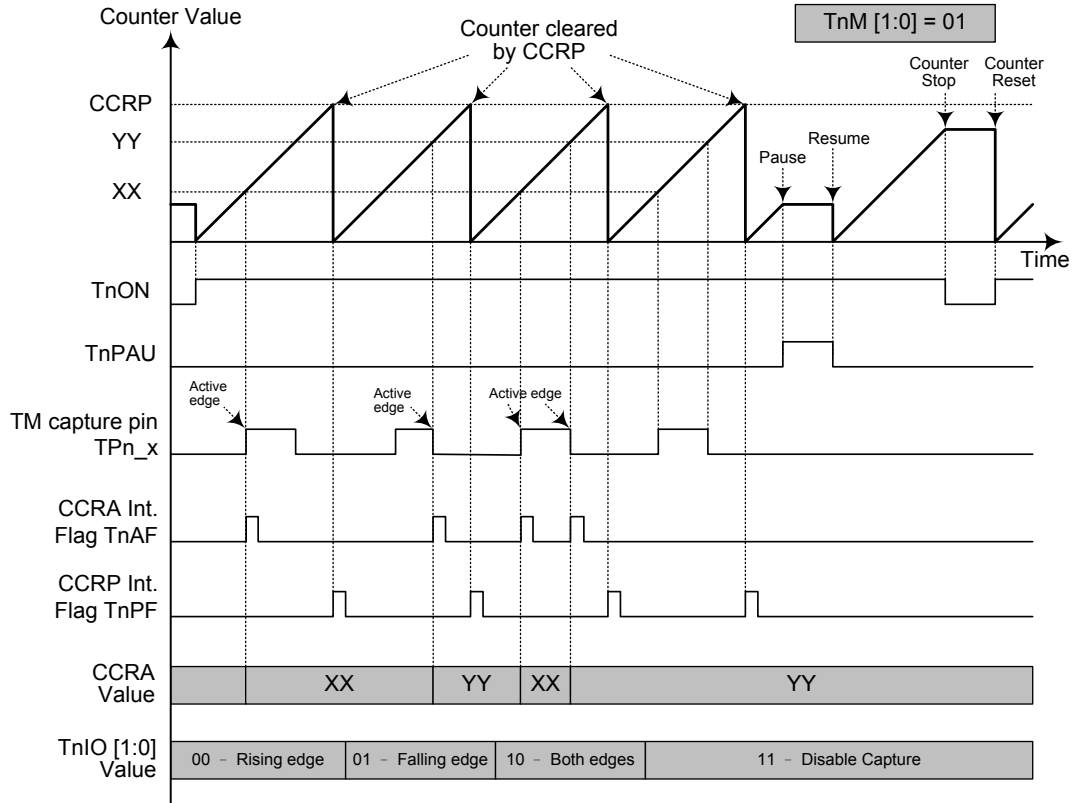 Counter Value
TnM [1:0] = 01
Counter cleared
by CCRP
Counter
Stop
Counter
Reset
CCRP
YY
XX
Pause
Resume
Time
TnON
TnPAU
Active
edge
Active
edge
Active edge
TM capture pin
TPn_x
CCRA Int.
Flag TnAF
CCRP Int.
Flag TnPF
CCRA
Value
XX
YY
XX
YY
TnIO [1:0]
Value
00 – Rising edge
01 – Falling edge
10 – Both edges
11 – Disable Capture